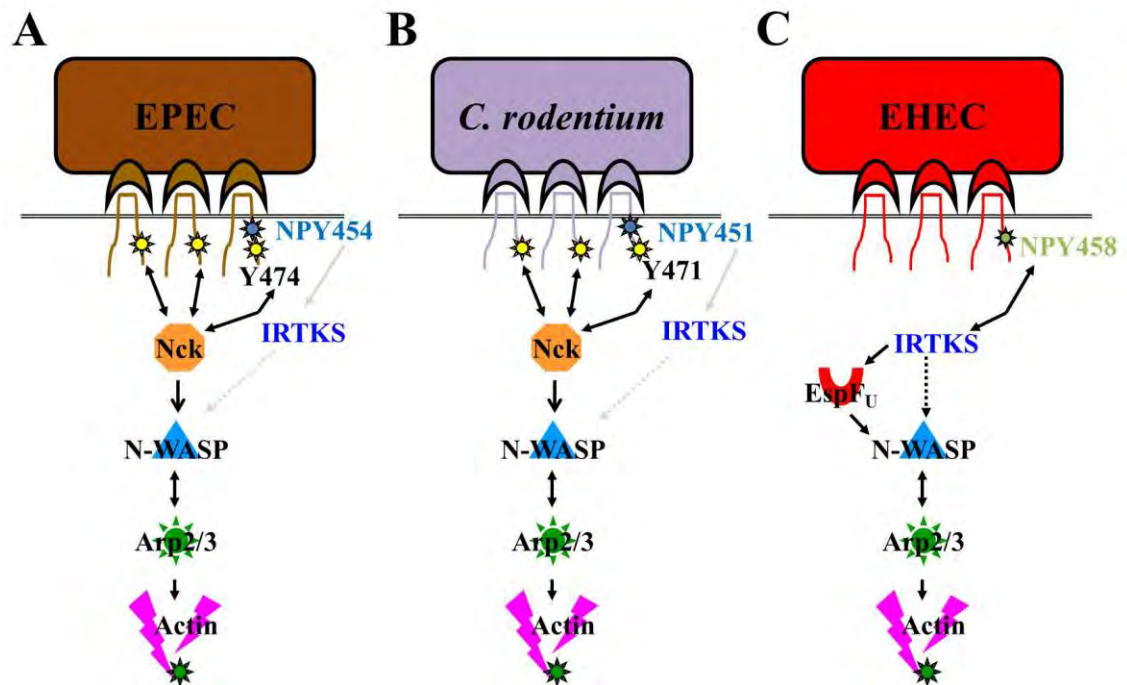 A
EPEC
NPY454
Y474
IRTKS
Nck
N-WASP
Arp2/3
Actin
B
C. rodentium
NPY451
Y471
IRTKS
Nck
N-WASP
Arp2/3
Actin
C
EHEC
NPY458
IRTKS
EspFU
N-WASP
Arp2/3
Actin